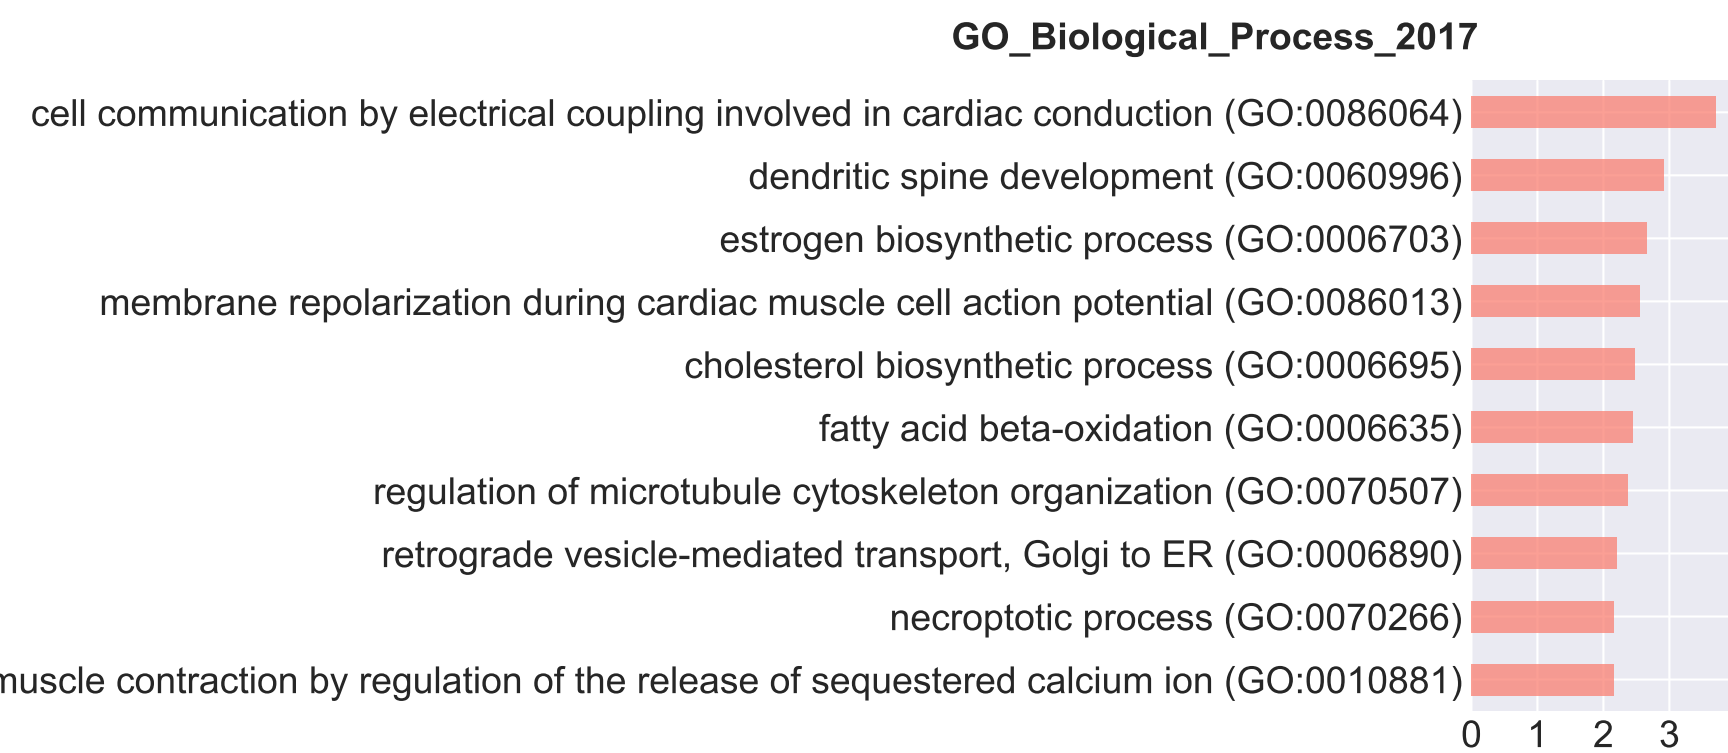 GO_Biological_Process_2017
cell communication by electrical coupling involved in cardiac conduction (GO:0086064)
dendritic spine development (GO:0060996)
estrogen biosynthetic process (GO:0006703)
membrane repolarization during cardiac muscle cell action potential (GO:0086013)
cholesterol biosynthetic process (GO:0006695)
fatty acid beta-oxidation (GO:0006635)
regulation of microtubule cytoskeleton organization (GO:0070507)
retrograde vesicle-mediated transport, Golgi to ER (GO:0006890)
necroptotic process (GO:0070266)
muscle contraction by regulation of the release of sequestered calcium ion (GO:0010881)
0 1 2 3